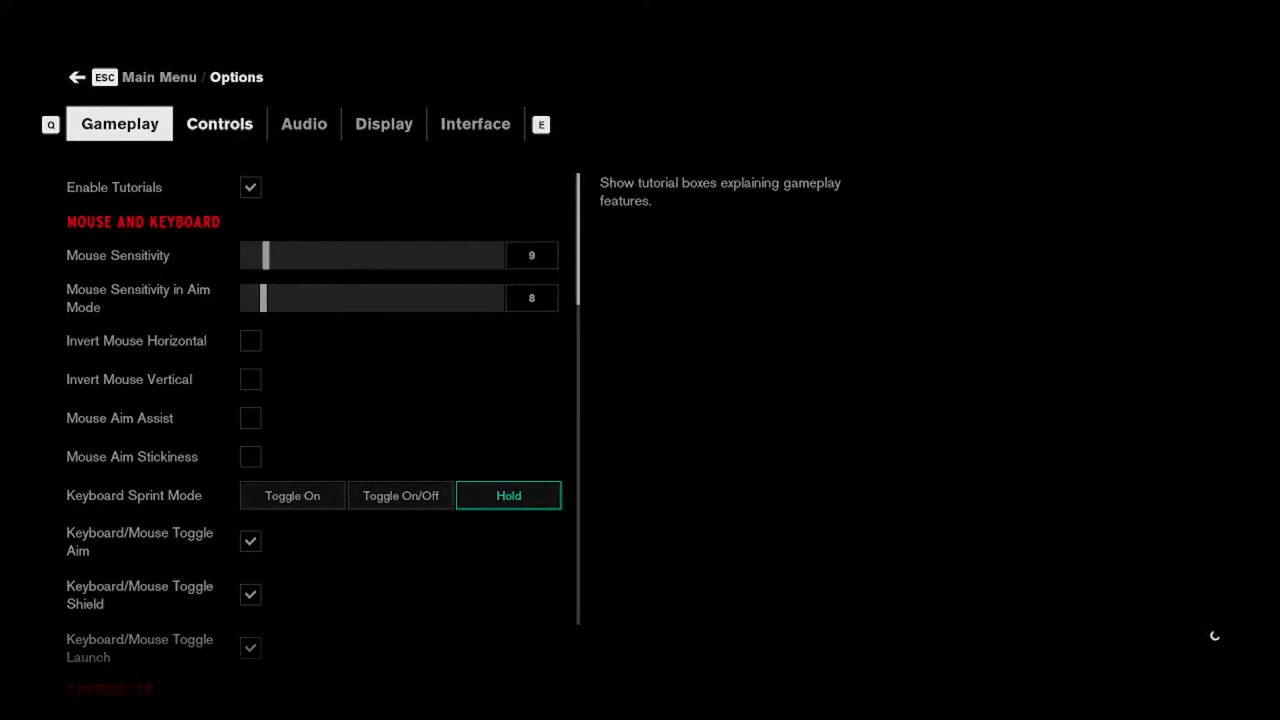 ESC Main Menu / Options
Q Gameplay Controls Audio Display Interface E
Enable Tutorials
Show tutorial boxes explaining gameplay
features.
MOUSE AND KEYBOARD
Mouse Sensitivity 9
Mouse Sensitivity in Aim
Mode 8
Invert Mouse Horizontal
Invert Mouse Vertical
Mouse Aim Assist
Mouse Aim Stickiness
Keyboard Sprint Mode Toggle On Toggle On/Off Hold
Keyboard/Mouse Toggle
Aim
Keyboard/Mouse Toggle
Shield
Keyboard/Mouse Toggle
Launch